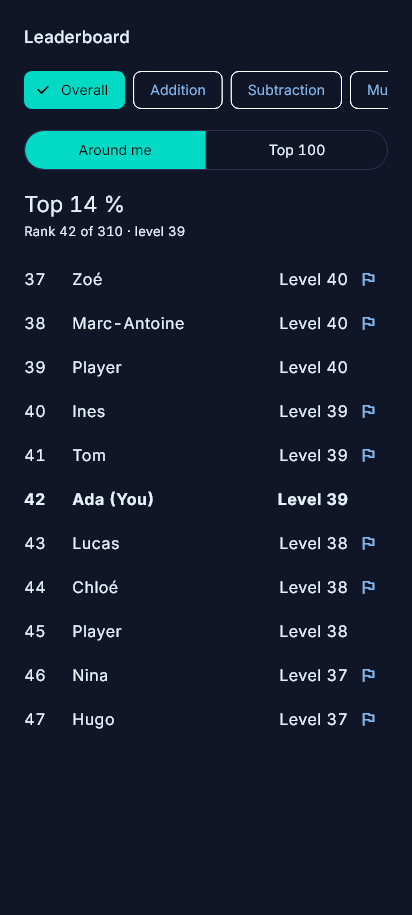 Leaderboard
Overall Addition Subtraction Mu
Around me Top 100
Top 14 %
Rank 42 of 310 · level 39
37 Zoé Level 40
38 Marc-Antoine Level 40
39 Player Level 40
40 Ines Level 39
41 Tom Level 39
42 Ada (You) Level 39
43 Lucas Level 38
44 Chloé Level 38
45 Player Level 38
46 Nina Level 37
47 Hugo Level 37